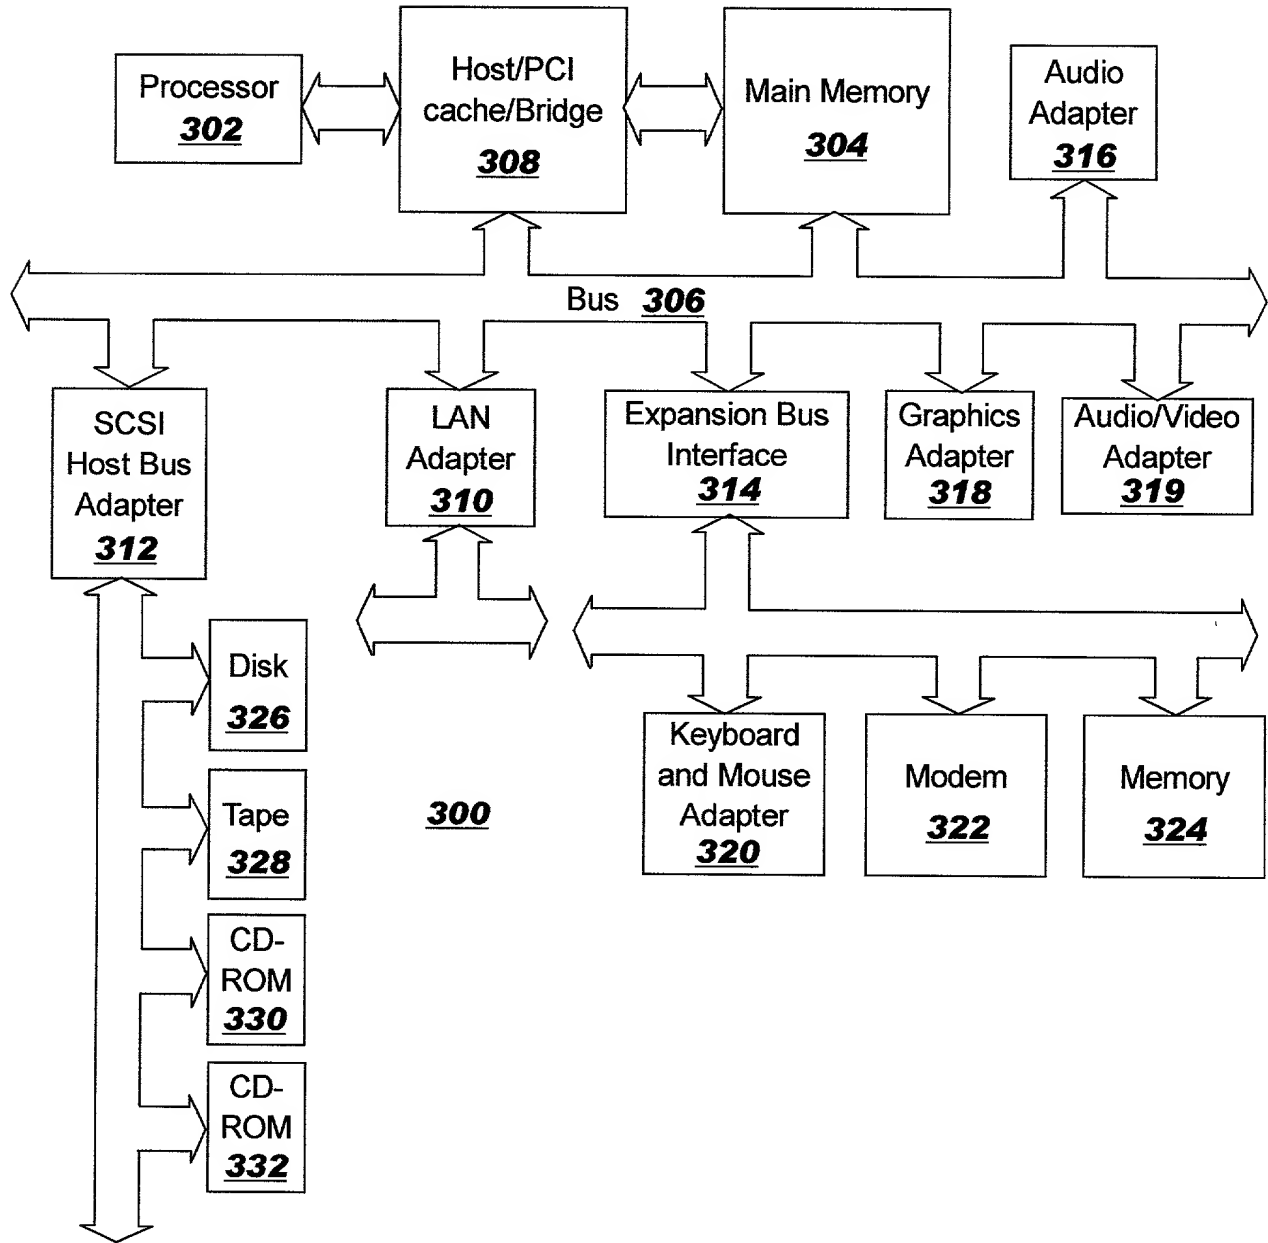 Processor
302
Host/PCI
cache/Bridge
308
Main Memory
304
Audio
Adapter
316
Bus 306
SCSI
Host Bus
Adapter
312
LAN
Adapter
310
Expansion Bus
Interface
314
Graphics
Adapter
318
Audio/Video
Adapter
319
Disk
326
Tape
328
CD-
ROM
330
CD-
ROM
332
300
Keyboard
and Mouse
Adapter
320
Modem
322
Memory
324